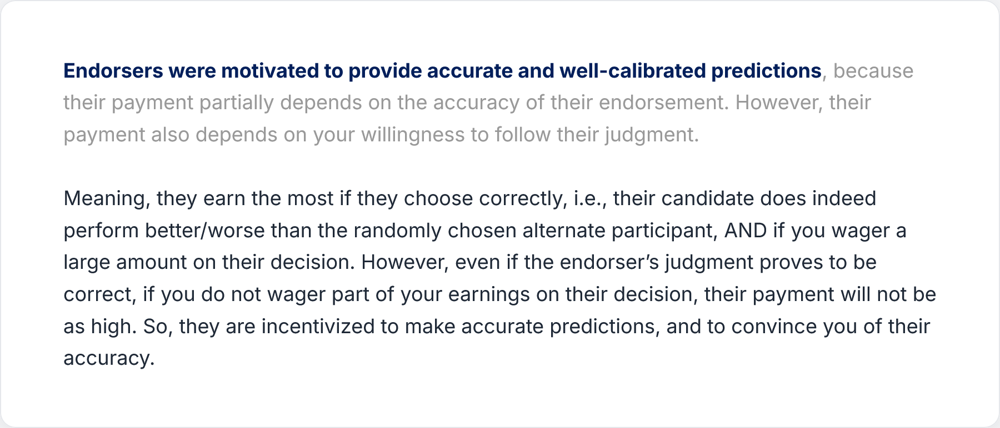 Endorsers were motivated to provide accurate and well-calibrated predictions, because
their payment partially depends on the accuracy of their endorsement. However, their
payment also depends on your willingness to follow their judgment.
Meaning, they earn the most if they choose correctly, i.e., their candidate does indeed
perform better/worse than the randomly chosen alternate participant, AND if you wager a
large amount on their decision. However, even if the endorser’s judgment proves to be
correct, if you do not wager part of your earnings on their decision, their payment will not be
as high. So, they are incentivized to make accurate predictions, and to convince you of their
accuracy.